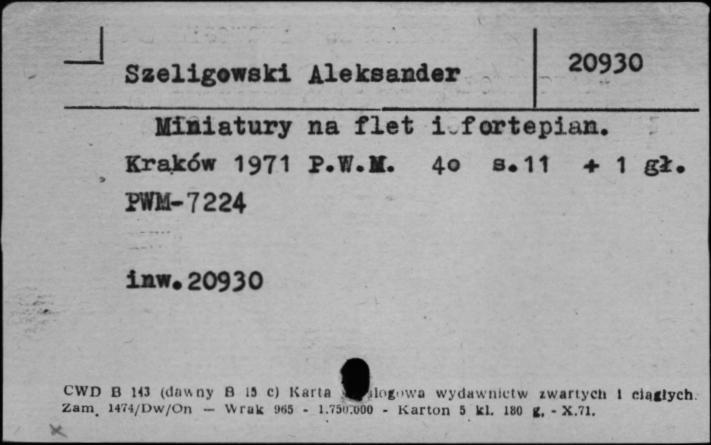 Szeligowski Aleksander 20930
Miniatury na flet i fortepian.
Kraków 1971 P.W.M. 4o s.11 + 1 gł.
PWM-7224
inw.20930
CWD B 143 (dawny B 15 c) Karta wydawnictw zwartych i ciągłych.
Zam. 1474/Dw/On — Wrak 965 - 1.750.000 - Karton 5 kl. 180 g. - X.71.